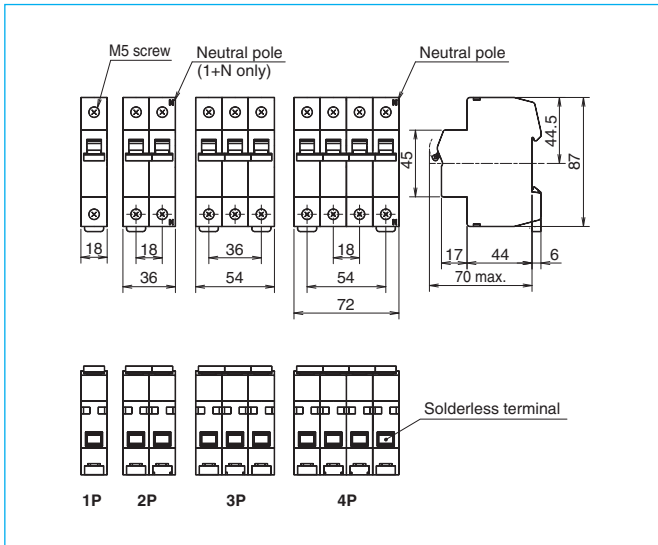 M5 screw
Neutral pole
(1+N only)
Neutral pole
N
N
N
45
44.5
87
18
18
36
36
54
18
54
72
17
44
6
70 max.
Solderless terminal
1P
2P
3P
4P